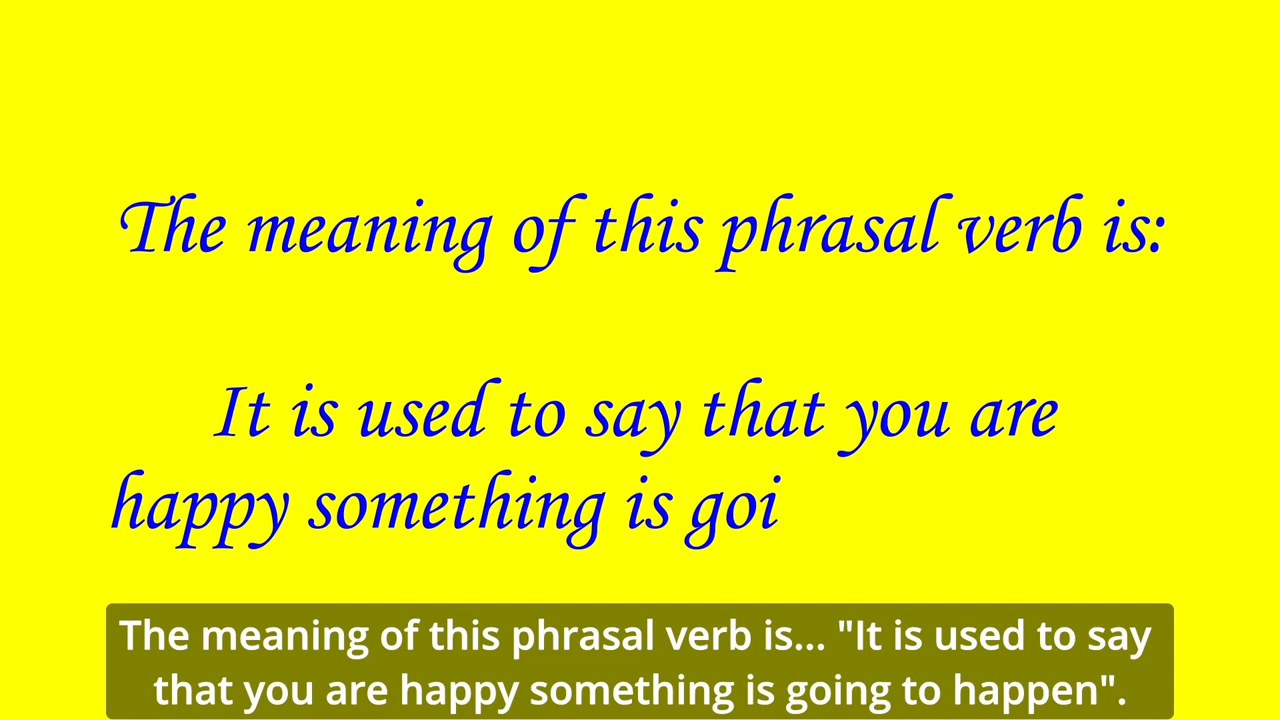 The meaning of this phrasal verb is:
It is used to say that you are
happy something is goi
The meaning of this phrasal verb is... "It is used to say
that you are happy something is going to happen".